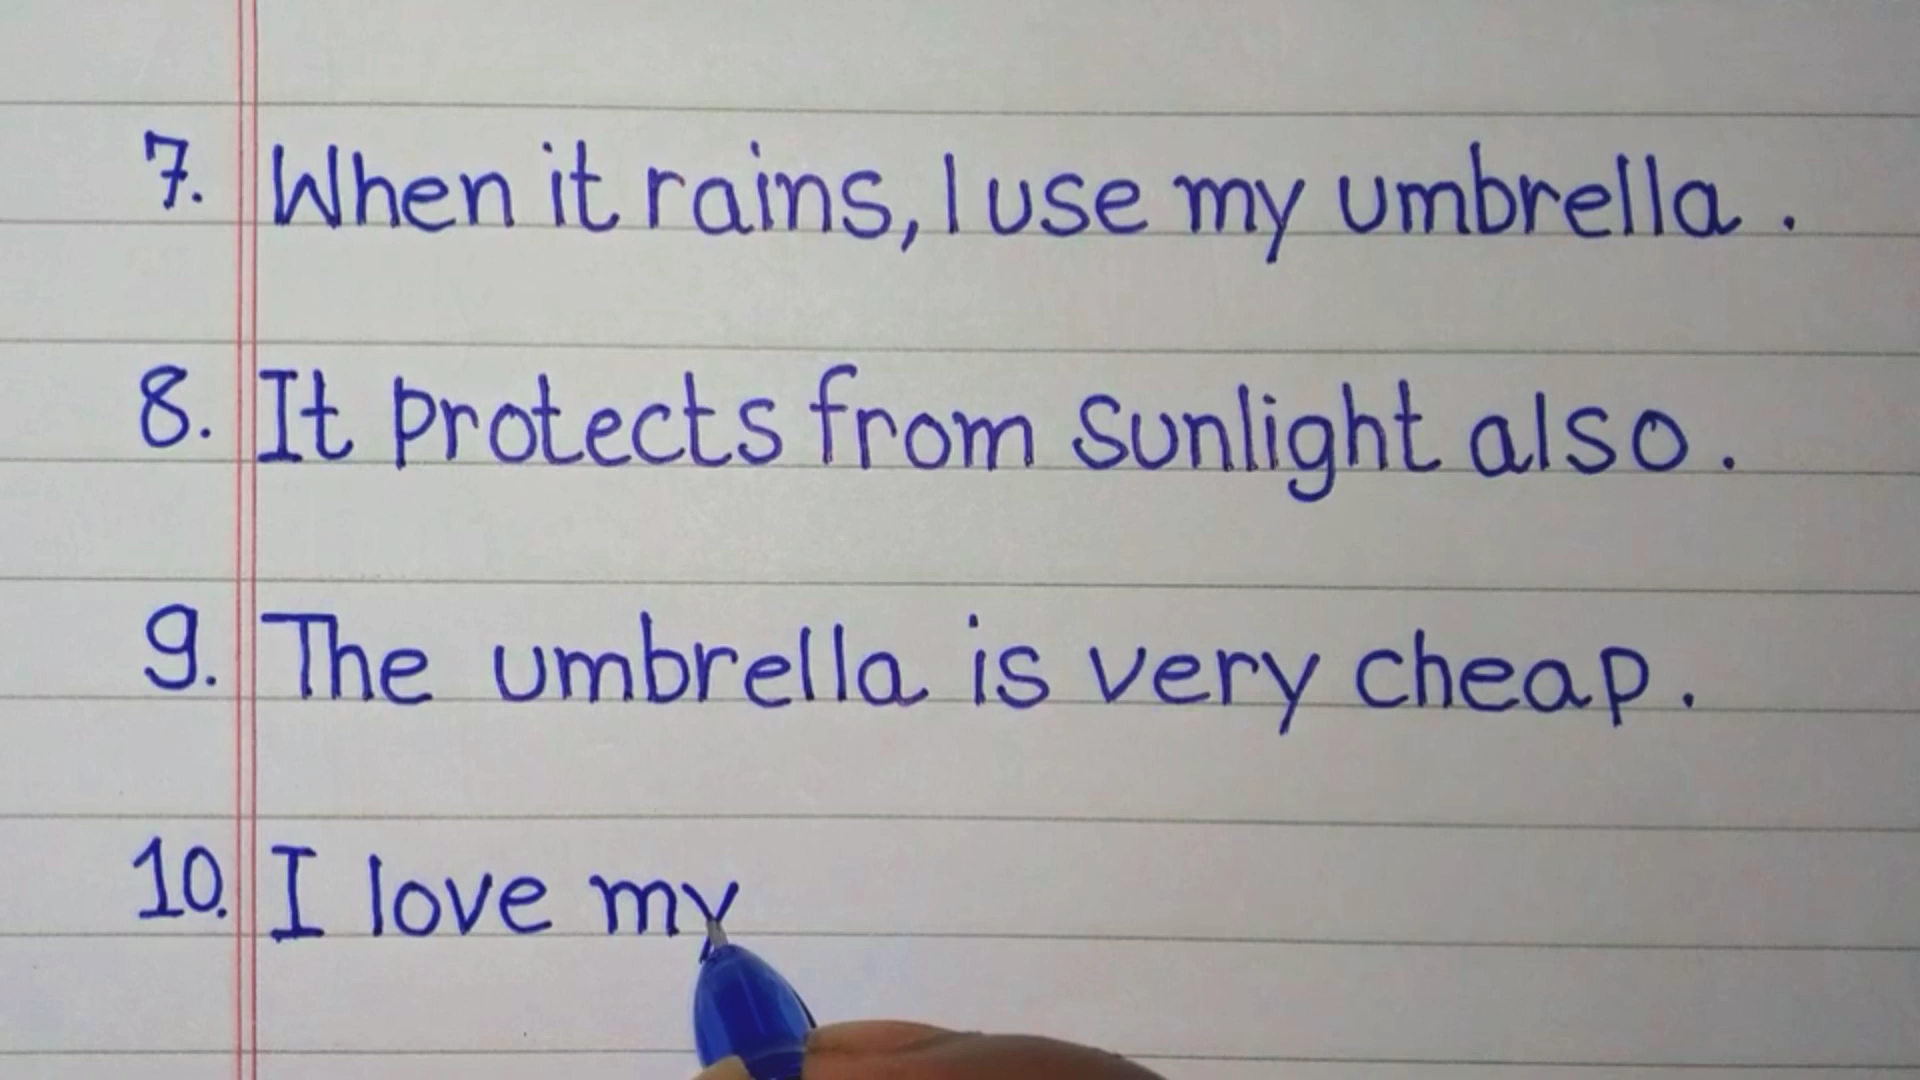 7. When it rains, I use my umbrella.
8. It protects from sunlight also.
9. The umbrella is very cheap.
10. I love my